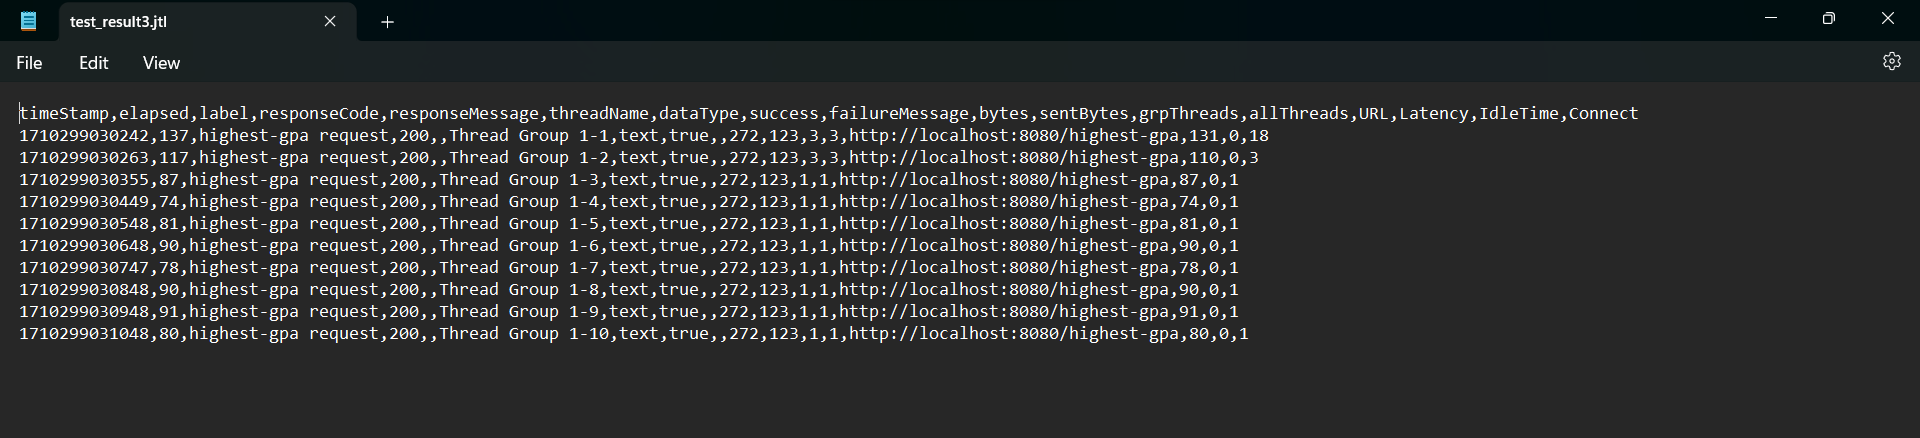 test_result3.jtl
File Edit View
timeStamp,elapsed,label,responseCode,responseMessage,threadName,dataType,success,failureMessage,bytes,sentBytes,grpThreads,allThreads,URL,Latency,IdleTime,Connect
1710299030242,137,highest-gpa request,200,,Thread Group 1-1,text,true,,272,123,3,3,http://localhost:8080/highest-gpa,131,0,18
1710299030263,117,highest-gpa request,200,,Thread Group 1-2,text,true,,272,123,3,3,http://localhost:8080/highest-gpa,110,0,3
1710299030355,87,highest-gpa request,200,,Thread Group 1-3,text,true,,272,123,1,1,http://localhost:8080/highest-gpa,87,0,1
1710299030449,74,highest-gpa request,200,,Thread Group 1-4,text,true,,272,123,1,1,http://localhost:8080/highest-gpa,74,0,1
1710299030548,81,highest-gpa request,200,,Thread Group 1-5,text,true,,272,123,1,1,http://localhost:8080/highest-gpa,81,0,1
1710299030648,90,highest-gpa request,200,,Thread Group 1-6,text,true,,272,123,1,1,http://localhost:8080/highest-gpa,90,0,1
1710299030747,78,highest-gpa request,200,,Thread Group 1-7,text,true,,272,123,1,1,http://localhost:8080/highest-gpa,78,0,1
1710299030848,90,highest-gpa request,200,,Thread Group 1-8,text,true,,272,123,1,1,http://localhost:8080/highest-gpa,90,0,1
1710299030948,91,highest-gpa request,200,,Thread Group 1-9,text,true,,272,123,1,1,http://localhost:8080/highest-gpa,91,0,1
1710299031048,80,highest-gpa request,200,,Thread Group 1-10,text,true,,272,123,1,1,http://localhost:8080/highest-gpa,80,0,1